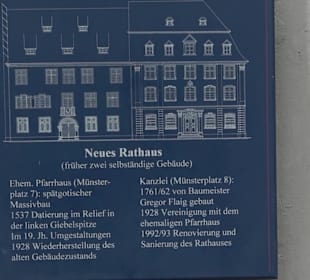 Neues Rathaus
(früher zwei selbständige Gebäude)
Ehem. Pfarrhaus (Münster-
platz 7): spätgotischer
Massivbau
1537 Datierung im Relief in
der linken Giebelspitze
Im 19. Jh. Umgestaltungen
1928 Wiederherstellung des
alten Gebäudezustands
Kanzlei (Münsterplatz 8):
1761/62 von Baumeister
Gregor Flaig gebaut
1928 Vereinigung mit dem
ehemaligen Pfarrhaus
1992/93 Renovierung und
Sanierung des Rathauses